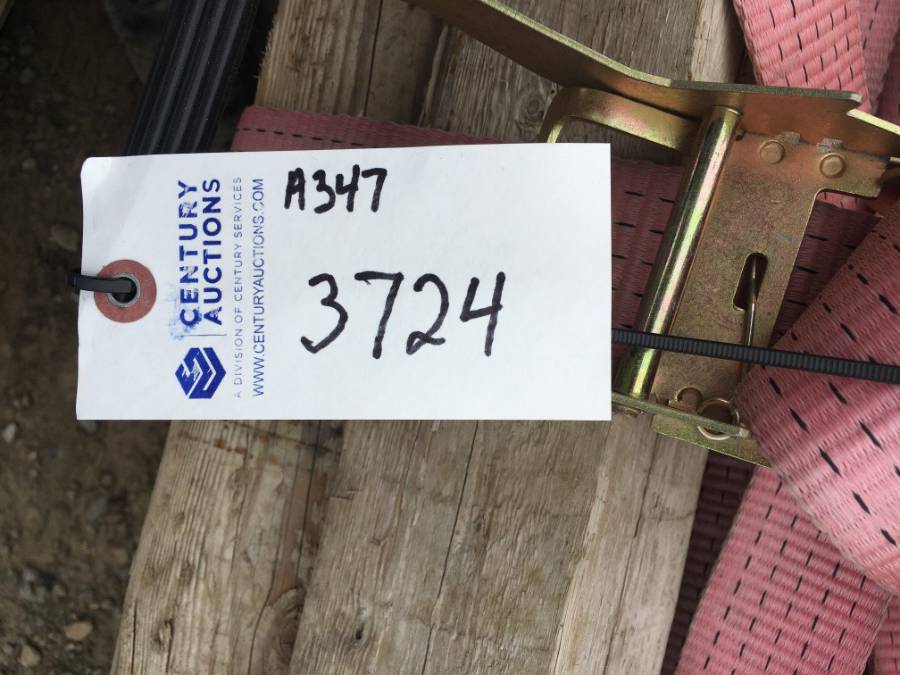 A347
3724
CENTURY
AUCTIONS
A DIVISION OF CENTURY SERVICES
WWW.CENTURYAUCTIONS.COM